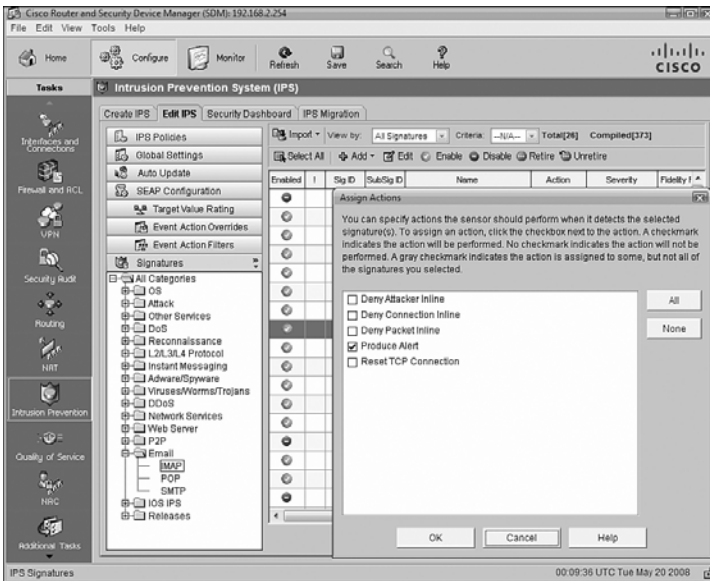 Cisco Router and Security Device Manager (SDM): 192.168.2.254
File Edit View Tools Help
Home Configure Monitor Refresh Save Search Help CISCO
Tasks
Intrusion Prevention System (IPS)
Create IPS Edit IPS Security Dashboard IPS Migration
Interfaces and Connections
Firewall and ACL
VPN
Security Audit
Routing
NAT
Intrusion Prevention
Quality of Service
NAC
Additional Tasks
IPS Policies
Global Settings
Auto Update
SEAP Configuration
Target Value Rating
Event Action Overrides
Event Action Filters
Signatures
All Categories
OS
Attack
Other Services
DoS
Reconnaissance
L2/L3/L4 Protocol
Instant Messaging
Adware/Spyware
Viruses/Worms/Trojans
DDoS
Network Services
Web Server
P2P
Email
IMAP
POP
SMTP
IOS IPS
Releases
Import View by: All Signatures Criteria: --N/A-- Total[26] Compiled[373]
Select All Add Edit Enable Disable Retire Unretire
Enabled ! Sig ID SubSig ID Name Action Severity Fidelity
Assign Actions
You can specify actions the sensor should perform when it detects the selected
signature(s). To assign an action, click the checkbox next to the action. A checkmark
indicates the action will be performed. No checkmark indicates the action will not be
performed. A gray checkmark indicates the action is assigned to some, but not all of
the signatures you selected.
Deny Attacker Inline
Deny Connection Inline
Deny Packet Inline
Produce Alert
Reset TCP Connection
All
None
OK Cancel Help
IPS Signatures 00:09:36 UTC Tue May 20 2008